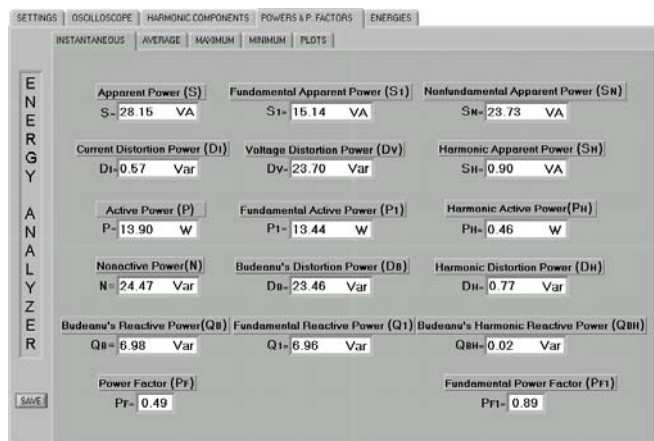 SETTINGS OSCILLOSCOPE HARMONIC COMPONENTS POWERS & P. FACTORS ENERGIES
INSTANTANEOUS AVERAGE MAXIMUM MINIMUM PLOTS
ENERGY ANALYZER
Apparent Power (S) Fundamental Apparent Power (S1) Nonfundamental Apparent Power (SN)
S= 28.15 VA S1= 15.14 VA SN= 23.73 VA
Current Distortion Power (DI) Voltage Distortion Power (DV) Harmonic Apparent Power (SH)
DI= 0.57 Var DV= 23.70 Var SH= 0.90 VA
Active Power (P) Fundamental Active Power (P1) Harmonic Active Power(PH)
P= 13.90 W P1= 13.44 W PH= 0.46 W
Nonactive Power(N) Budeanu's Distortion Power (DB) Harmonic Distortion Power (DH)
N= 24.47 Var DB= 23.46 Var DH= 0.77 Var
Budeanu's Reactive Power(QB) Fundamental Reactive Power (Q1) Budeanu's Harmonic Reactive Power (QBH)
QB= 6.98 Var Q1= 6.96 Var QBH= 0.02 Var
Power Factor (PF) Fundamental Power Factor (PF1)
SAVE PF= 0.49 PF1= 0.89